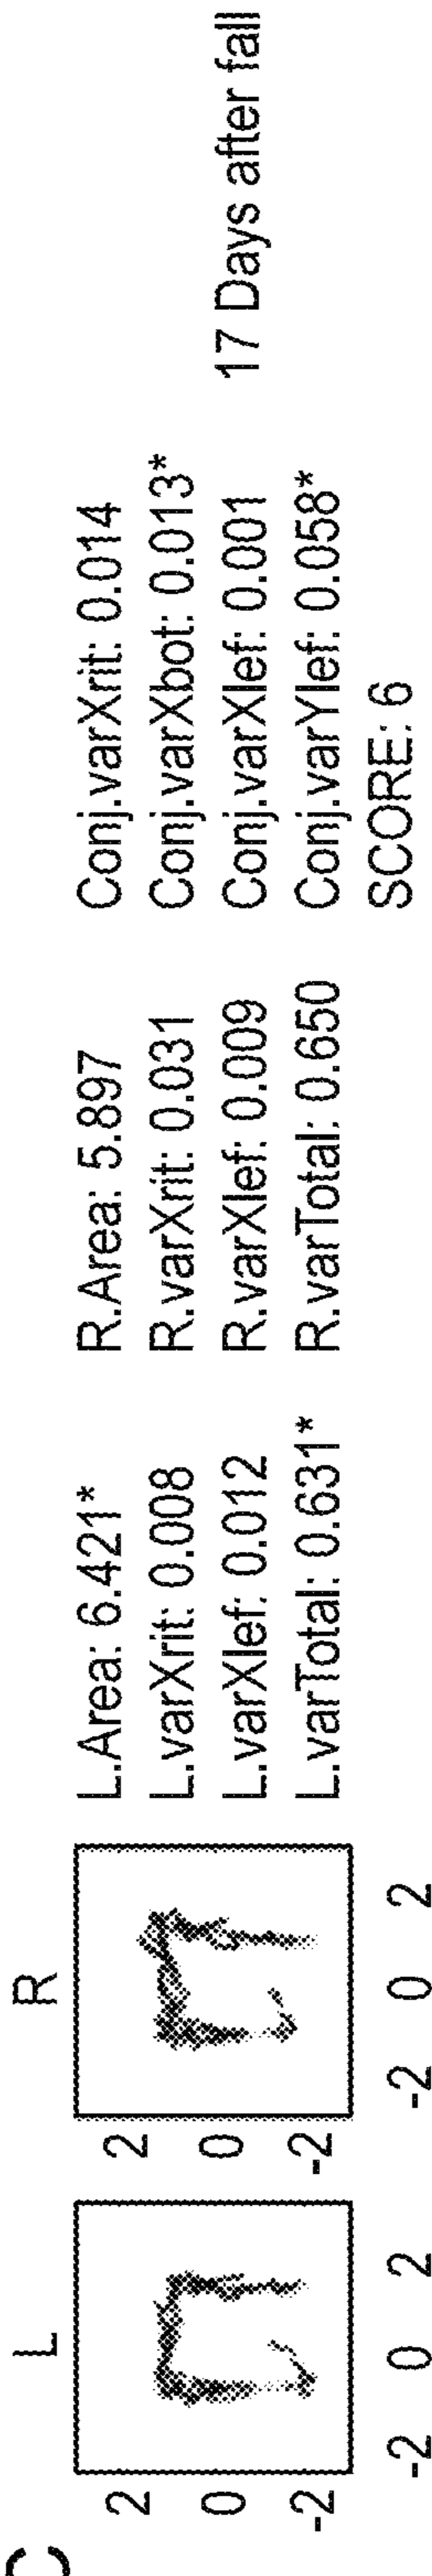 C
L
R
2
0
-2
-2 0 2
2
0
-2
-2 0 2
L.Area: 6.421*
L.varXrit: 0.008
L.varXlef: 0.012
L.varTotal: 0.631*
R.Area: 5.897
R.varXrit: 0.031
R.varXlef: 0.009
R.varTotal: 0.650
Conj.varXrit: 0.014
Conj.varXbot: 0.013*
Conj.varXlef: 0.001
Conj.varYlef: 0.058*
SCORE: 6
17 Days after fall